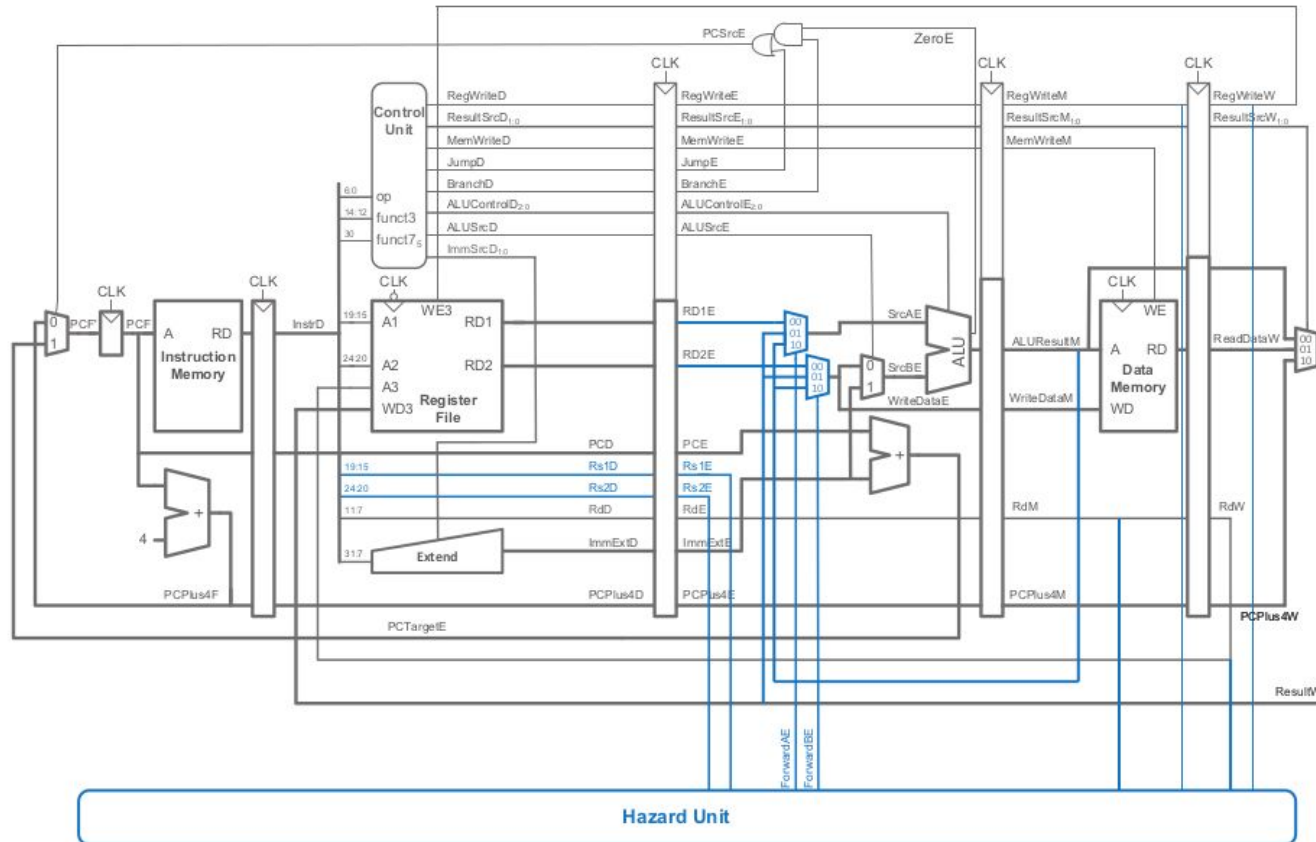 PCSrcE
ZeroE
CLK
CLK
CLK
Control
Unit
RegWriteD
RegWriteE
RegWriteM
RegWriteW
ResultSrcD1:0
ResultSrcE1:0
ResultSrcM1:0
ResultSrcW1:0
MemWriteD
MemWriteE
MemWriteM
JumpD
JumpE
BranchD
BranchE
6:0
op
ALUControlD2:0
ALUControlE2:0
14:12
funct3
ALUSrcD
ALUSrcE
30
funct75
ImmSrcD1:0
CLK
CLK
CLK
CLK
0
1
PCF'
PCF
A
RD
Instruction
Memory
InstrD
19:15
A1
WE3
RD1
RD1E
00
01
10
SrcAE
ALU
WE
24:20
A2
RD2
RD2E
00
01
10
0
1
SrcBE
ALUResultM
A
RD
Data
Memory
WD
ReadDataW
00
01
10
A3
WD3
Register
File
WriteDataE
WriteDataM
PCD
PCE
+
19:15
Rs1D
Rs1E
24:20
Rs2D
Rs2E
11:7
RdD
RdE
RdM
RdW
4
+
31:7
Extend
ImmExtD
ImmExtE
PCPlus4F
PCPlus4D
PCPlus4E
PCPlus4M
PCPlus4W
PCTargetE
ResultW
ForwardAE
ForwardBE
Hazard Unit